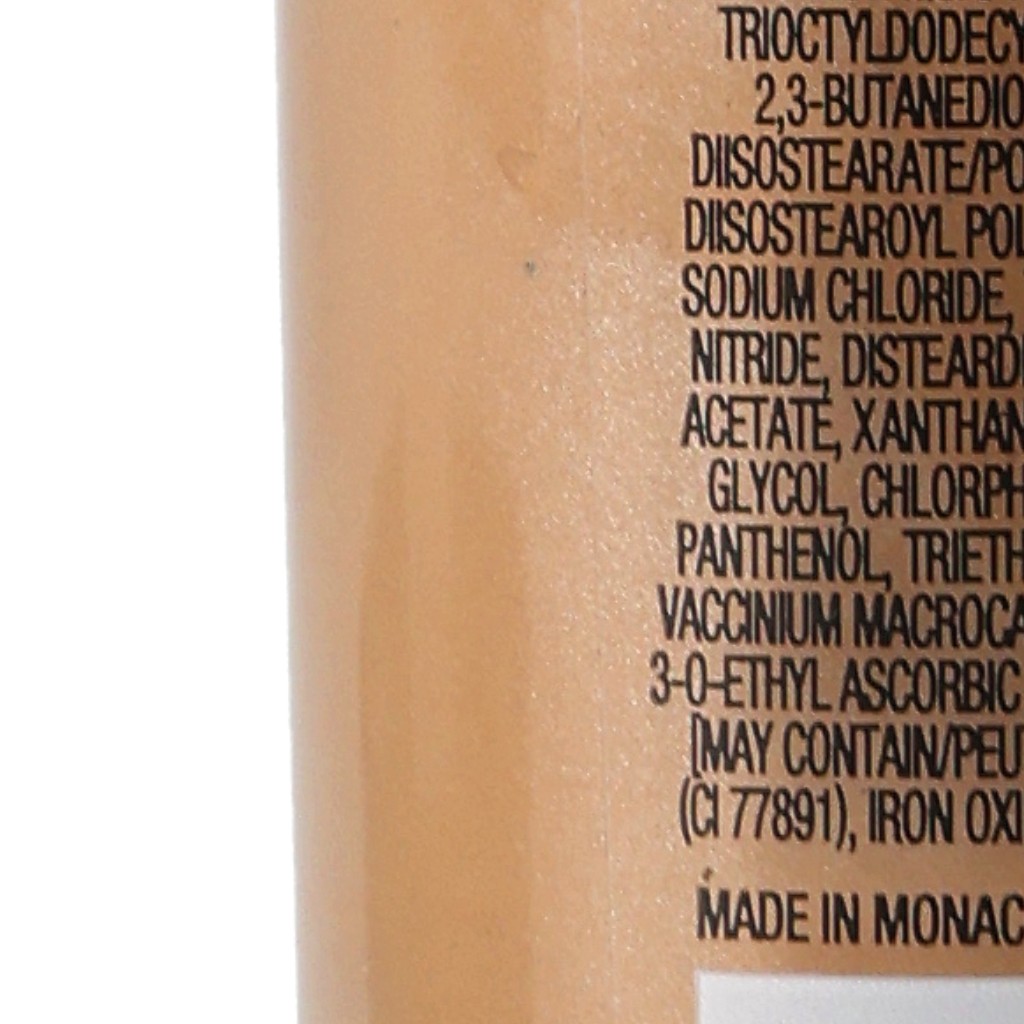 TRIOCTYLDODECY
2,3-BUTANEDIO
DIISOSTEARATE/PO
DIISOSTEAROYL POL
SODIUM CHLORIDE,
NITRIDE, DISTEARD
ACETATE, XANTHAN
GLYCOL, CHLORPH
PANTHENOL, TRIETH
VACCINIUM MACROCA
3-O-ETHYL ASCORBIC
[MAY CONTAIN/PEUT
(CI 77891), IRON OXI
MADE IN MONAC